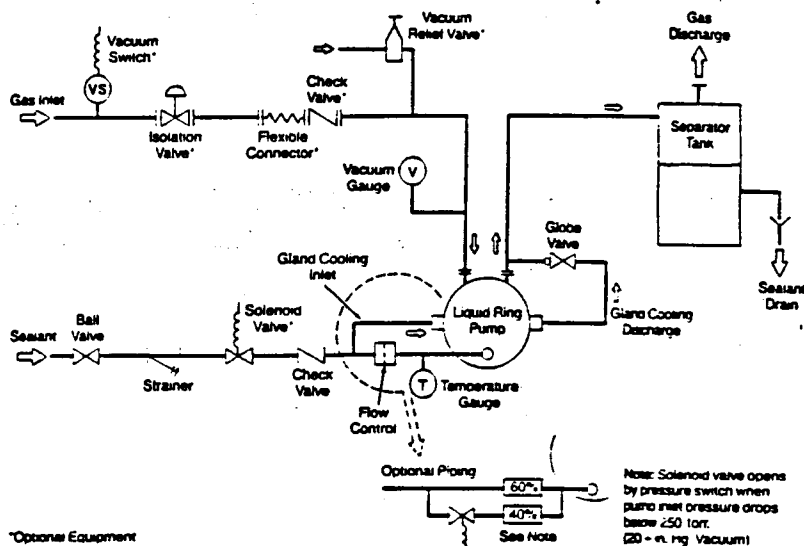 Vacuum
Switch*
VS
Gas Inlet
Isolation
Valve*
Flexible
Connector*
Check
Valve*
Vacuum
Relief Valve*
Vacuum
Gauge
V
Gas
Discharge
Separator
Tank
Sealant
Drain
Globe
Valve
Gland Cooling
Inlet
Liquid Ring
Pump
Gland Cooling
Discharge
Sealant
Ball
Valve
Strainer
Solenoid
Valve*
Check
Valve
Flow
Control
T
Temperature
Gauge
Optional Piping
60%
40%
See Note
Note: Solenoid valve opens
by pressure switch when
pump inlet pressure drops
below 250 torr.
(20+ in. Hg Vacuum)
*Optional Equipment